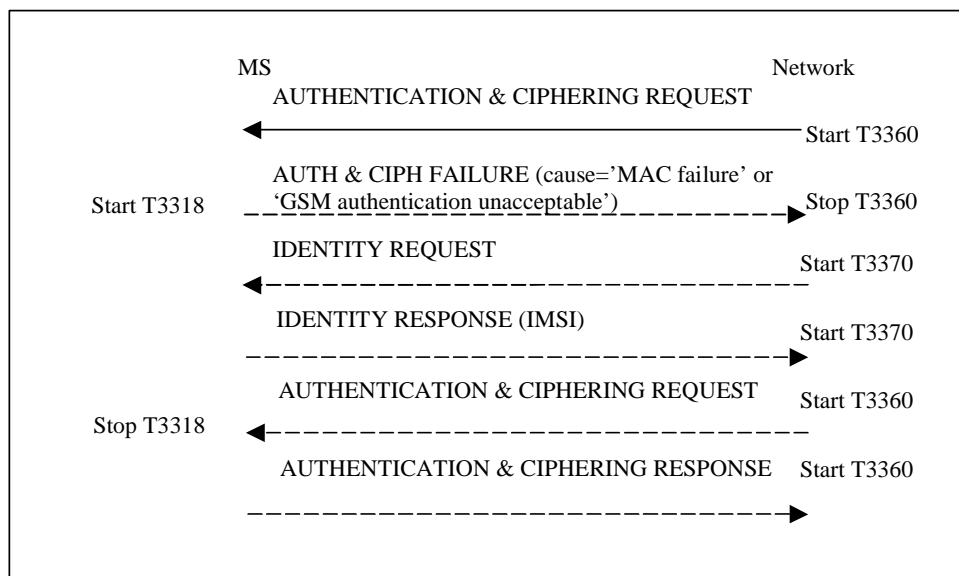 MS Network
AUTHENTICATION & CIPHERING REQUEST
Start T3360
AUTH & CIPH FAILURE (cause='MAC failure' or
'GSM authentication unacceptable')
Start T3318
Stop T3360
IDENTITY REQUEST
Start T3370
IDENTITY RESPONSE (IMSI)
Start T3370
AUTHENTICATION & CIPHERING REQUEST
Start T3360
Stop T3318
AUTHENTICATION & CIPHERING RESPONSE
Start T3360